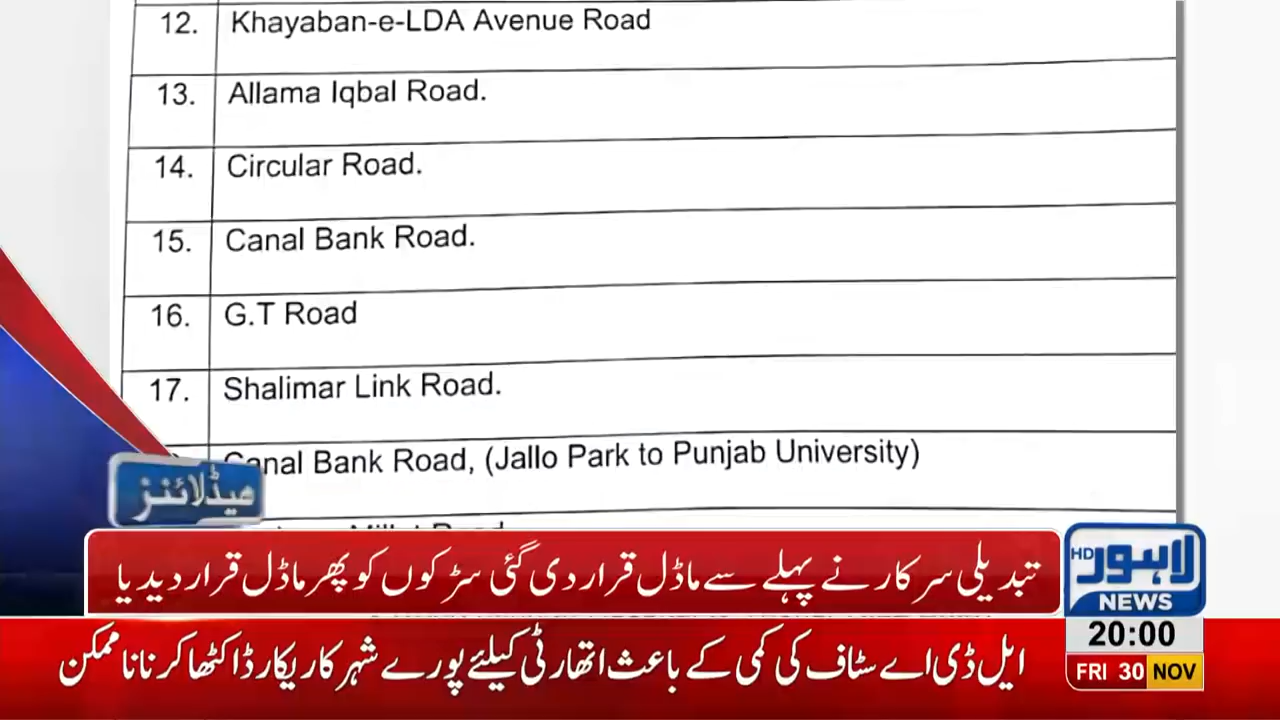 12. Khayaban-e-LDA Avenue Road
13. Allama Iqbal Road.
14. Circular Road.
15. Canal Bank Road.
16. G.T Road
17. Shalimar Link Road.
Canal Bank Road, (Jallo Park to Punjab University)
ہیڈلائنز
تبدیلی سرکار نے پہلے سے ماڈل قرار دی گئی سڑکوں کو پھر ماڈل قرار دیدیا
لاہور HD
NEWS
20:00
ایل ڈی اے سٹاف کی کمی کے باعث اتھارٹی کیلئے پورے شہر کا ریکارڈ اکٹھا کرنا ناممکن
FRI 30 NOV